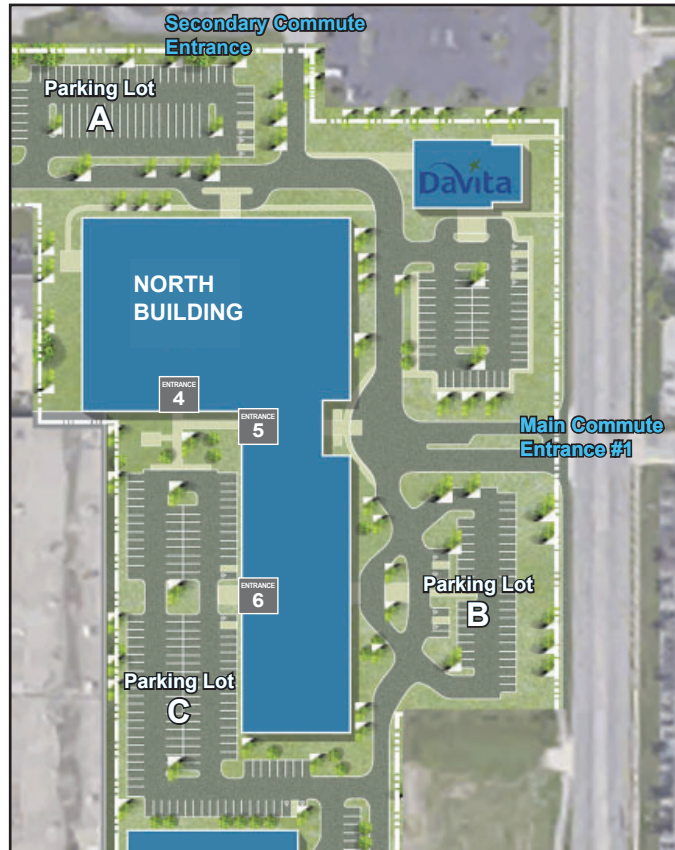 Secondary Commute
Entrance
Parking Lot
A
DaVita
NORTH
BUILDING
ENTRANCE
4
ENTRANCE
5
Main Commute
Entrance #1
ENTRANCE
6
Parking Lot
B
Parking Lot
C